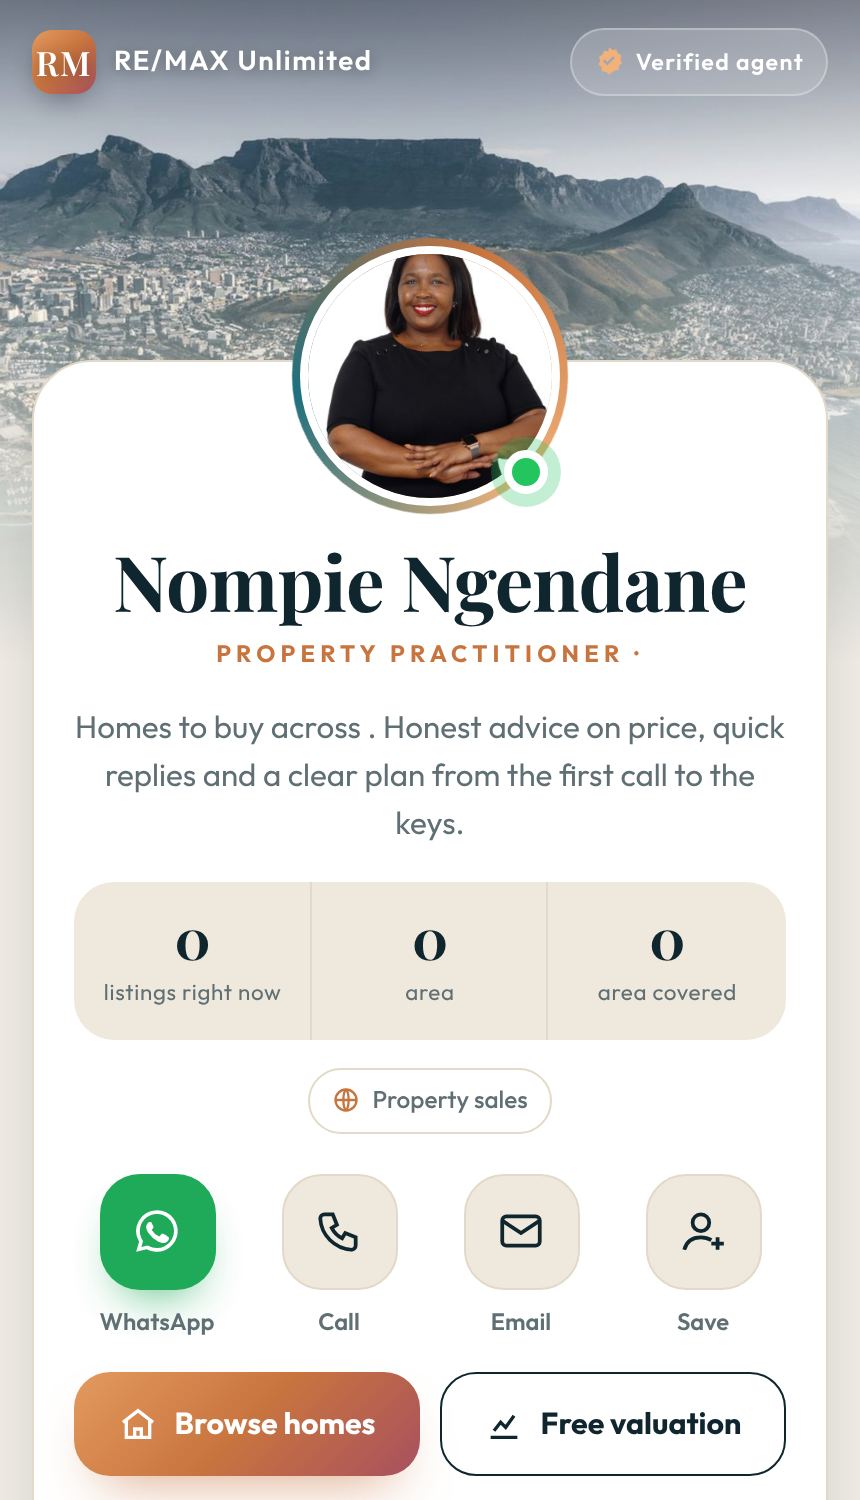 RM RE/MAX Unlimited
Verified agent
Nompie Ngendane
PROPERTY PRACTITIONER ·
Homes to buy across . Honest advice on price, quick
replies and a clear plan from the first call to the
keys.
0 0 0
listings right now area area covered
Property sales
WhatsApp Call Email Save
Browse homes Free valuation